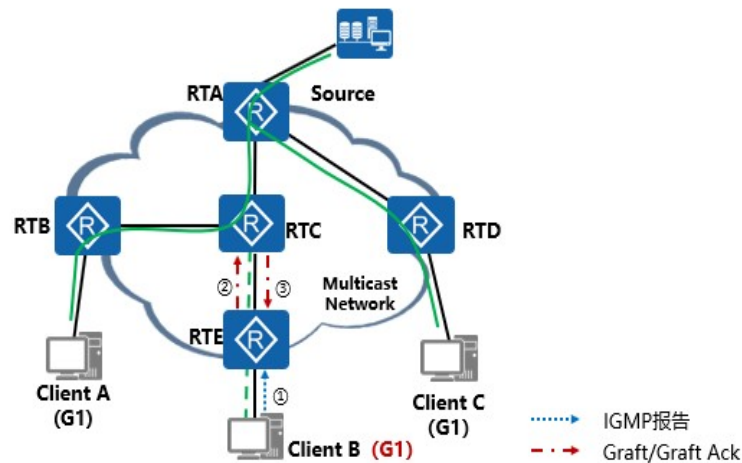 RTA
Source
R
RTB
R
R
RTC
R
RTD
②
③
Multicast
Network
RTE
R
Client A
(G1)
①
Client B (G1)
Client C
(G1)
IGMP报告
Graft/Graft Ack